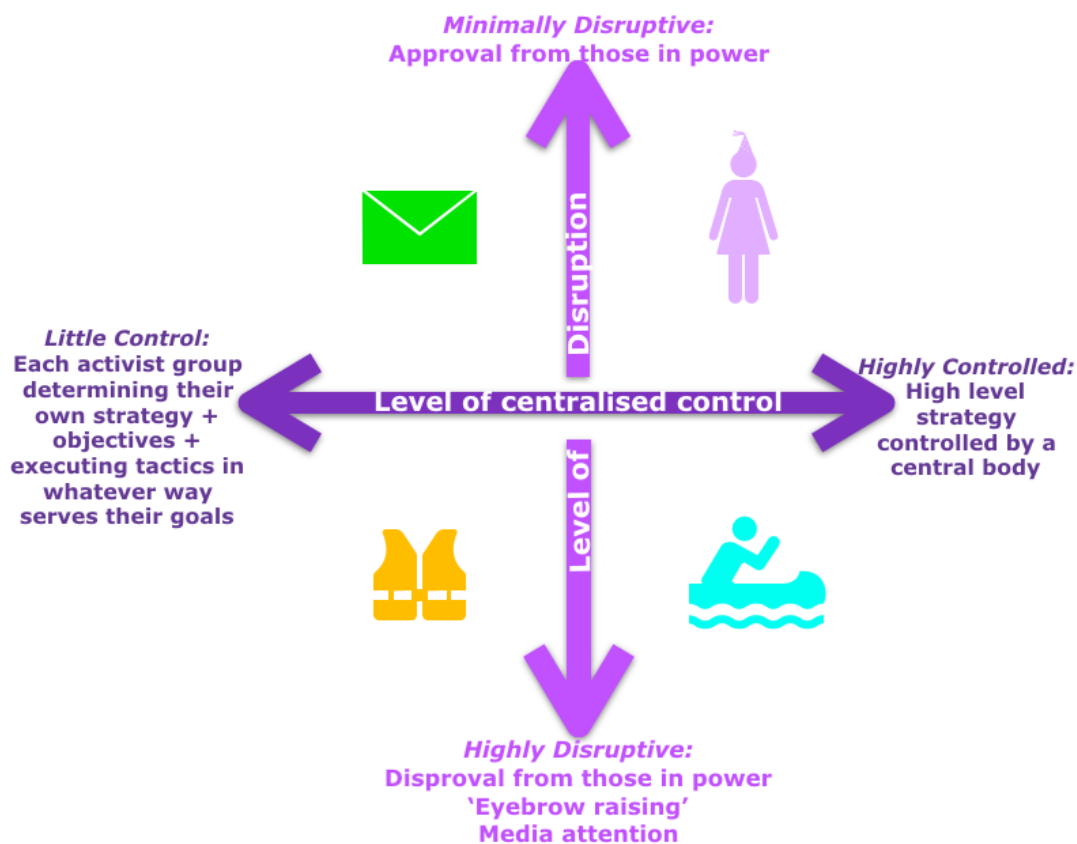 Minimally Disruptive:
Approval from those in power
Disruption
Little Control:
Each activist group
determining their
own strategy +
objectives +
executing tactics in
whatever way
serves their goals
Level of centralised control
Highly Controlled:
High level
strategy
controlled by a
central body
Level of
Highly Disruptive:
Disproval from those in power
‘Eyebrow raising’
Media attention